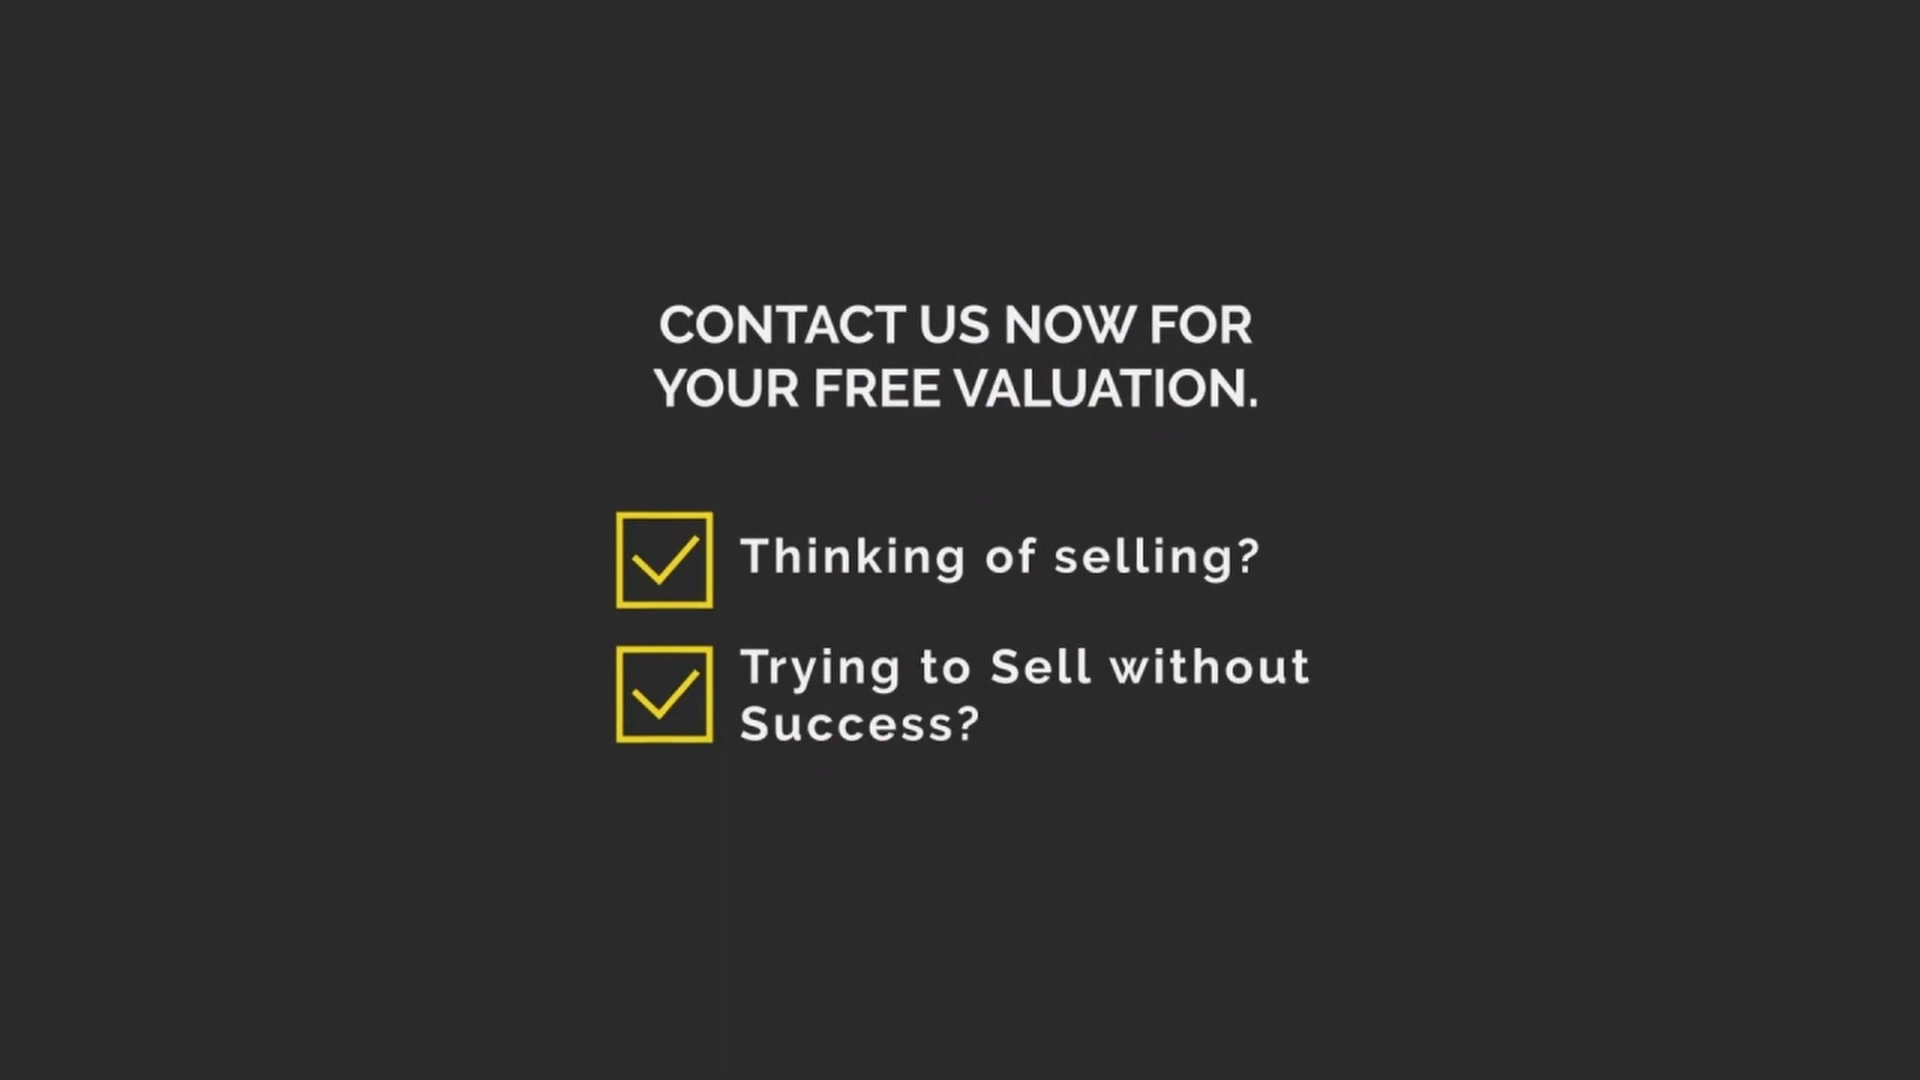 CONTACT US NOW FOR
YOUR FREE VALUATION.
Thinking of selling?
Trying to Sell without
Success?